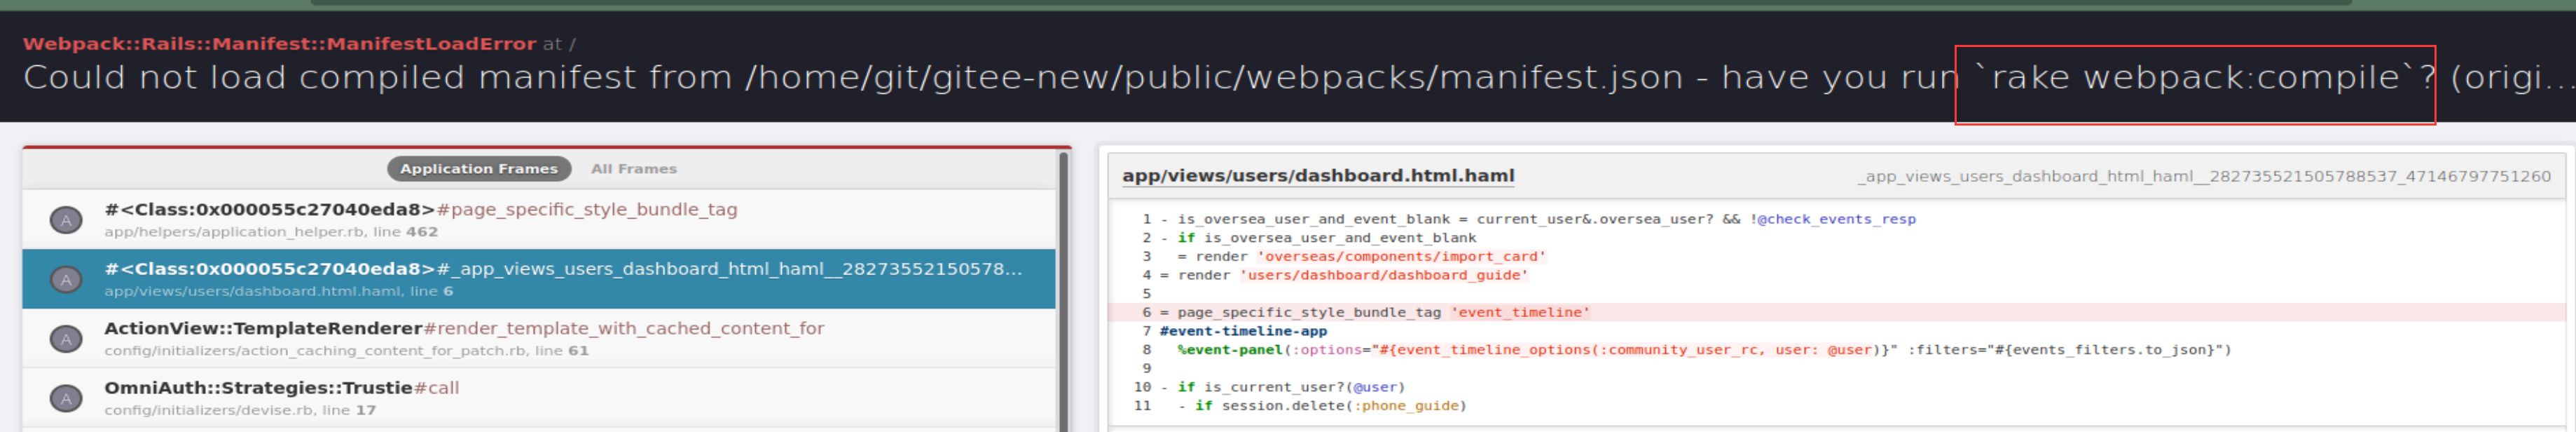 Webpack::Rails::Manifest::ManifestLoadError at /
Could not load compiled manifest from /home/git/gitee-new/public/webpacks/manifest.json - have you run `rake webpack:compile`? (origi...
Application Frames All Frames
A
#<Class:0x000055c27040eda8>#page_specific_style_bundle_tag
app/helpers/application_helper.rb, line 462
A
#<Class:0x000055c27040eda8>#_app_views_users_dashboard_html_haml__28273552150578...
app/views/users/dashboard.html.haml, line 6
A
ActionView::TemplateRenderer#render_template_with_cached_content_for
config/initializers/action_caching_content_for_patch.rb, line 61
A
OmniAuth::Strategies::Trustie#call
config/initializers/devise.rb, line 17
app/views/users/dashboard.html.haml _app_views_users_dashboard_html_haml__282735521505788537_47146797751260
1 - is_oversea_user_and_event_blank = current_user&.oversea_user? && !@check_events_resp
2 - if is_oversea_user_and_event_blank
3   = render 'overseas/components/import_card'
4 = render 'users/dashboard/dashboard_guide'
5
6 = page_specific_style_bundle_tag 'event_timeline'
7 #event-timeline-app
8   %event-panel(:options="#{event_timeline_options(:community_user_rc, user: @user)}" :filters="#{events_filters.to_json}")
9
10 - if is_current_user?(@user)
11   - if session.delete(:phone_guide)